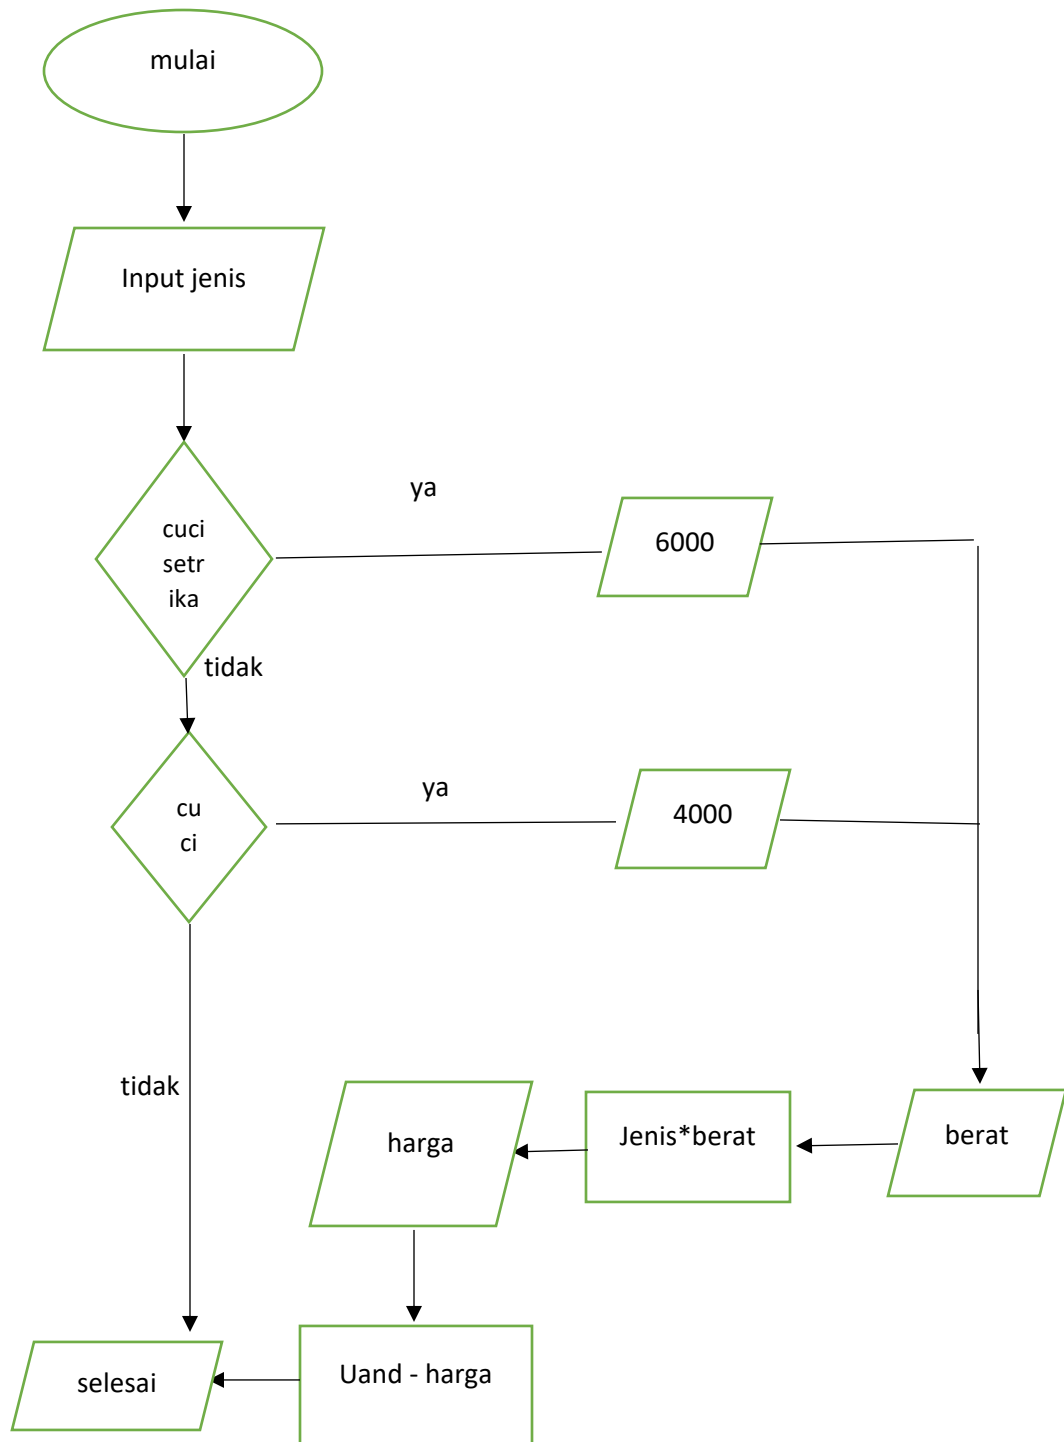 mulai
Input jenis
ya
cuci
setr
ika
6000
tidak
ya
cu
ci
4000
tidak
harga
Jenis*berat
berat
selesai
Uand - harga